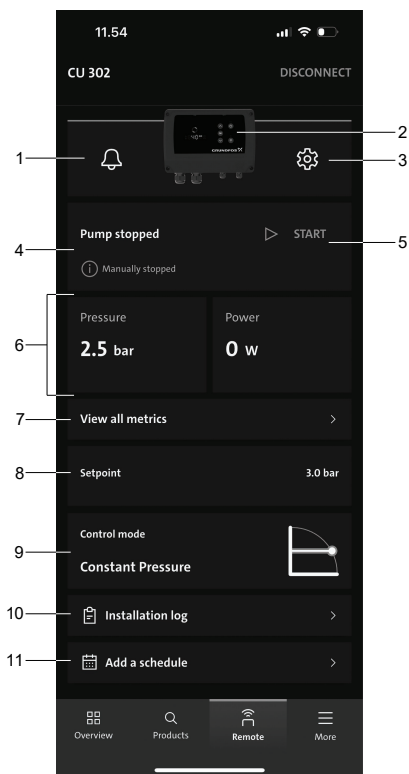 11.54
CU 302
DISCONNECT
GRUNDFOS
1
2
3
Pump stopped
START
4
5
Manually stopped
Pressure
Power
6
2.5 bar
0 W
7
View all metrics
8
Setpoint
3.0 bar
Control mode
9
Constant Pressure
10
Installation log
11
Add a schedule
Overview
Products
Remote
More